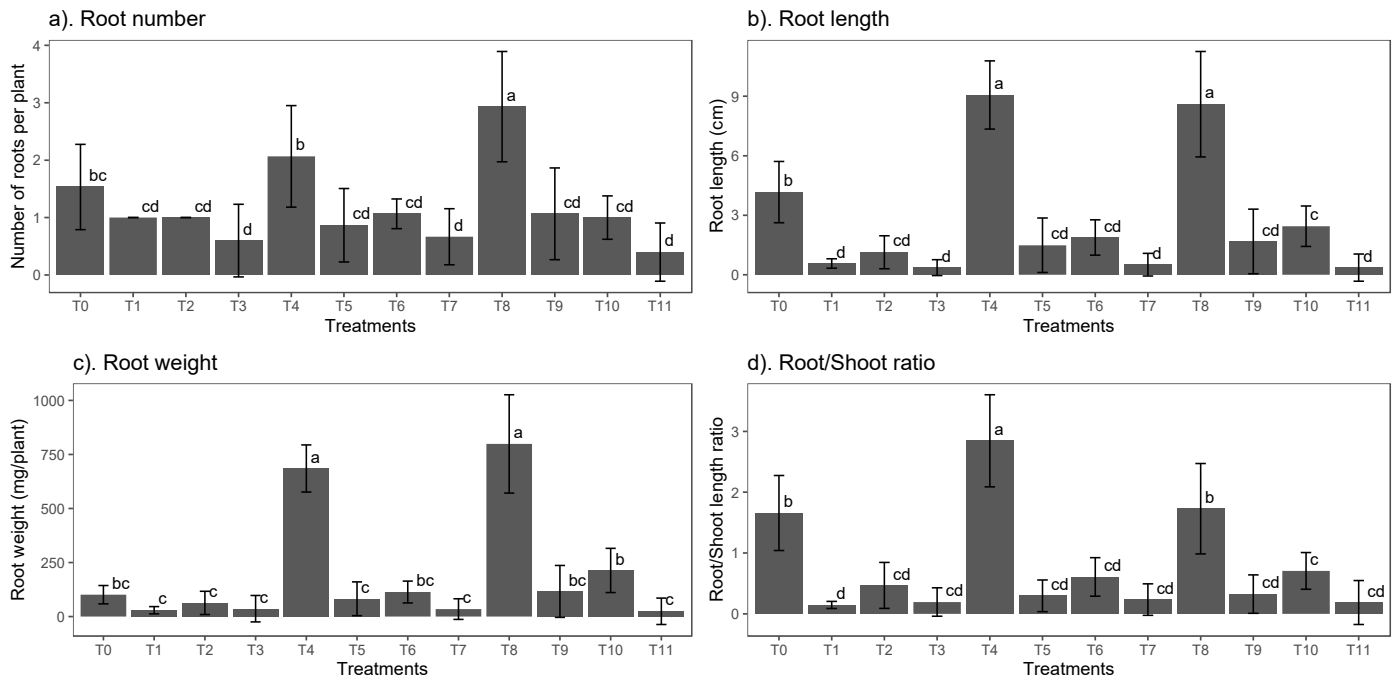 a). Root number
Number of roots per plant
4
3
2
1
0
bc
cd
cd
d
b
cd
cd
d
a
cd
cd
d
T0 T1 T2 T3 T4 T5 T6 T7 T8 T9 T10 T11
Treatments
b). Root length
Root length (cm)
9
6
3
0
b
d
cd
d
a
cd
cd
d
a
cd
c
d
T0 T1 T2 T3 T4 T5 T6 T7 T8 T9 T10 T11
Treatments
c). Root weight
Root weight (mg/plant)
1000
750
500
250
0
bc
c
c
c
a
c
bc
c
a
bc
b
c
T0 T1 T2 T3 T4 T5 T6 T7 T8 T9 T10 T11
Treatments
d). Root/Shoot ratio
Root/Shoot length ratio
3
2
1
0
b
d
cd
cd
a
cd
cd
cd
b
cd
c
cd
T0 T1 T2 T3 T4 T5 T6 T7 T8 T9 T10 T11
Treatments